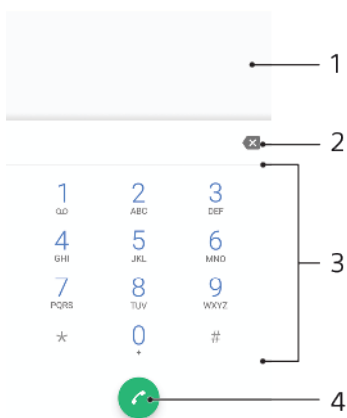 1
2
1 2 3
ABC DEF
4 5 6
GHI JKL MNO
3
7 8 9
PQRS TUV WXYZ
* 0 #
+
4